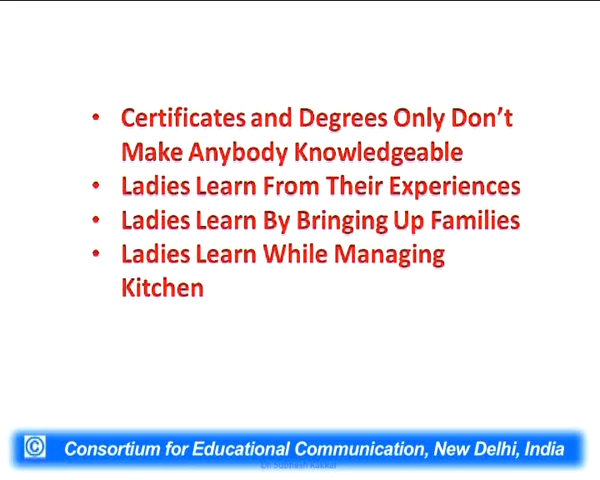 • Certificates and Degrees Only Don't
Make Anybody Knowledgeable
• Ladies Learn From Their Experiences
• Ladies Learn By Bringing Up Families
• Ladies Learn While Managing
Kitchen
© Consortium for Educational Communication, New Delhi, India